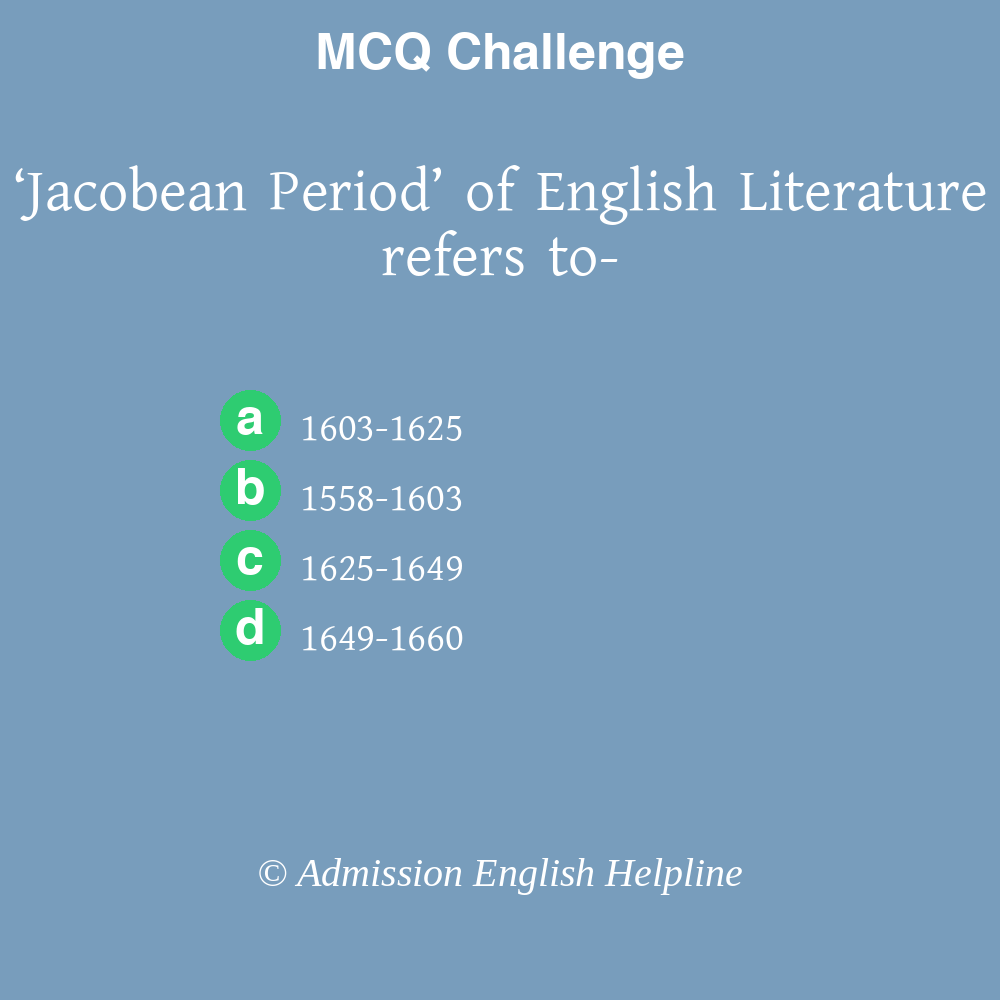 MCQ Challenge
‘Jacobean Period’ of English Literature
refers to-
a 1603-1625
b 1558-1603
c 1625-1649
d 1649-1660
© Admission English Helpline